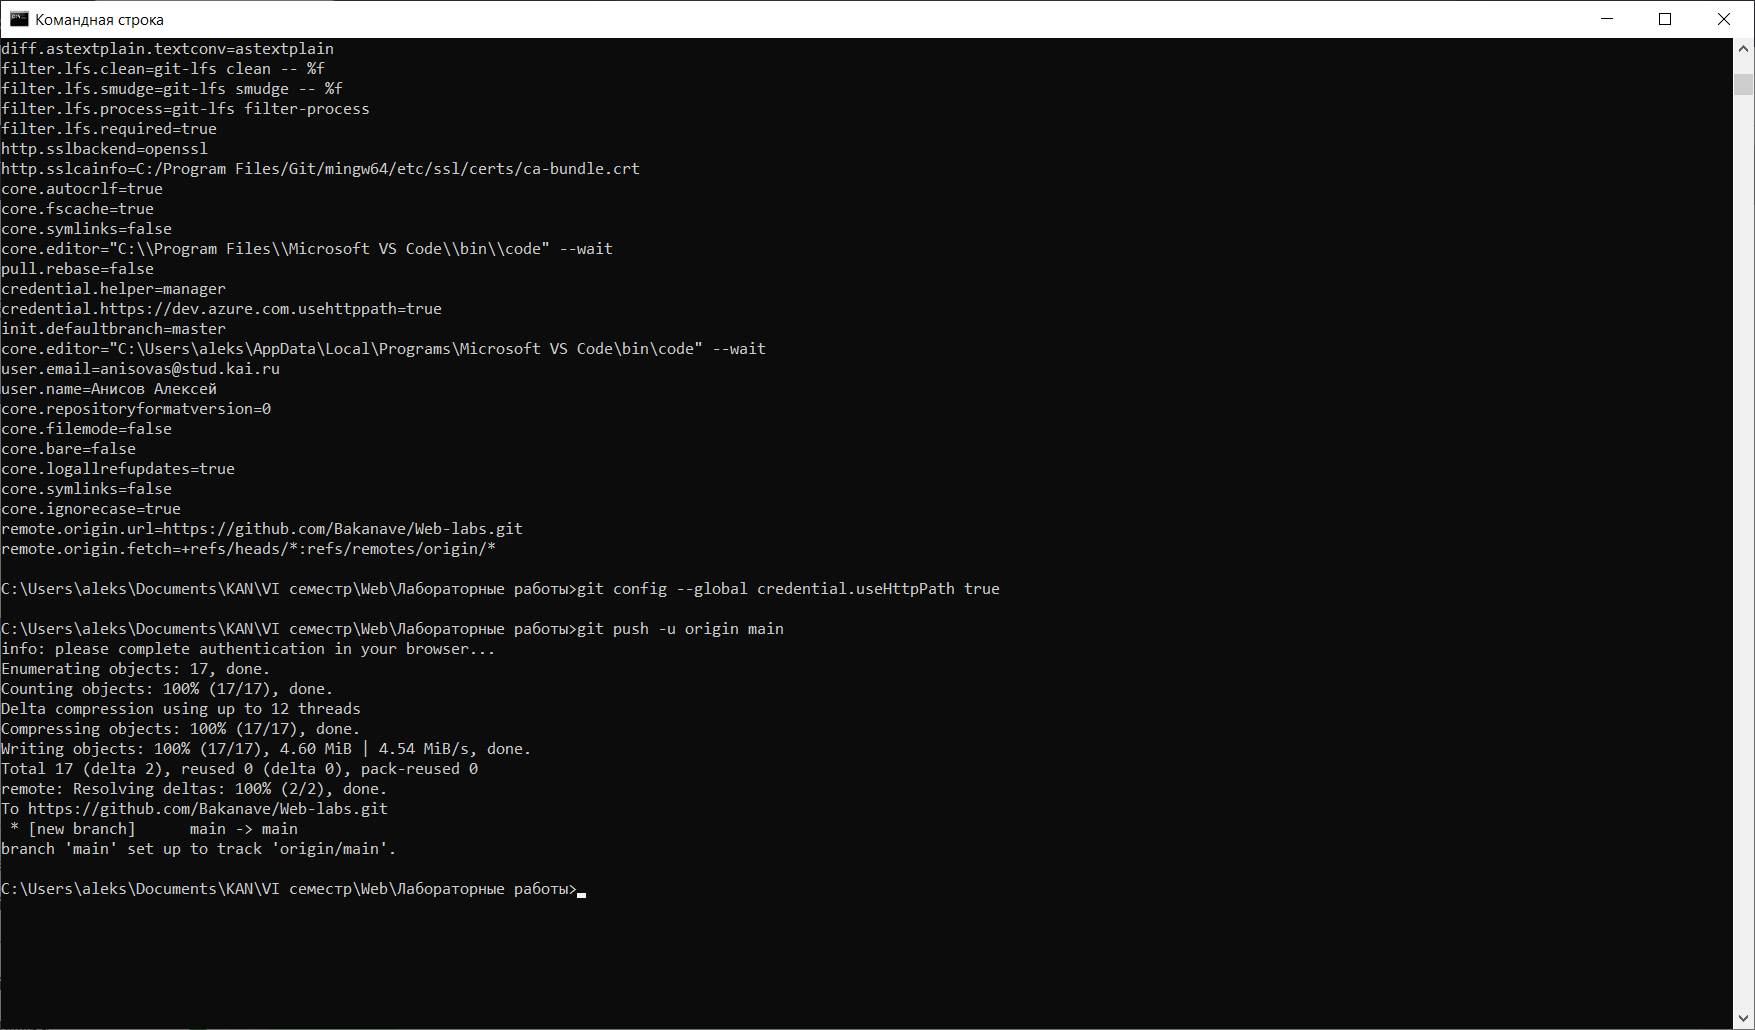 Командная строка
diff.astextplain.textconv=astextplain
filter.lfs.clean=git-lfs clean -- %f
filter.lfs.smudge=git-lfs smudge -- %f
filter.lfs.process=git-lfs filter-process
filter.lfs.required=true
http.sslbackend=openssl
http.sslcainfo=C:/Program Files/Git/mingw64/etc/ssl/certs/ca-bundle.crt
core.autocrlf=true
core.fscache=true
core.symlinks=false
core.editor="C:\\Program Files\\Microsoft VS Code\\bin\\code" --wait
pull.rebase=false
credential.helper=manager
credential.https://dev.azure.com.usehttppath=true
init.defaultbranch=master
core.editor="C:\Users\aleks\AppData\Local\Programs\Microsoft VS Code\bin\code" --wait
user.email=anisovas@stud.kai.ru
user.name=Анисов Алексей
core.repositoryformatversion=0
core.filemode=false
core.bare=false
core.logallrefupdates=true
core.symlinks=false
core.ignorecase=true
remote.origin.url=https://github.com/Bakanave/Web-labs.git
remote.origin.fetch=+refs/heads/*:refs/remotes/origin/*
C:\Users\aleks\Documents\KAN\VI семестр\Web\Лабораторные работы>git config --global credential.useHttpPath true
C:\Users\aleks\Documents\KAN\VI семестр\Web\Лабораторные работы>git push -u origin main
info: please complete authentication in your browser...
Enumerating objects: 17, done.
Counting objects: 100% (17/17), done.
Delta compression using up to 12 threads
Compressing objects: 100% (17/17), done.
Writing objects: 100% (17/17), 4.60 MiB | 4.54 MiB/s, done.
Total 17 (delta 2), reused 0 (delta 0), pack-reused 0
remote: Resolving deltas: 100% (2/2), done.
To https://github.com/Bakanave/Web-labs.git
 * [new branch]      main -> main
branch 'main' set up to track 'origin/main'.
C:\Users\aleks\Documents\KAN\VI семестр\Web\Лабораторные работы>